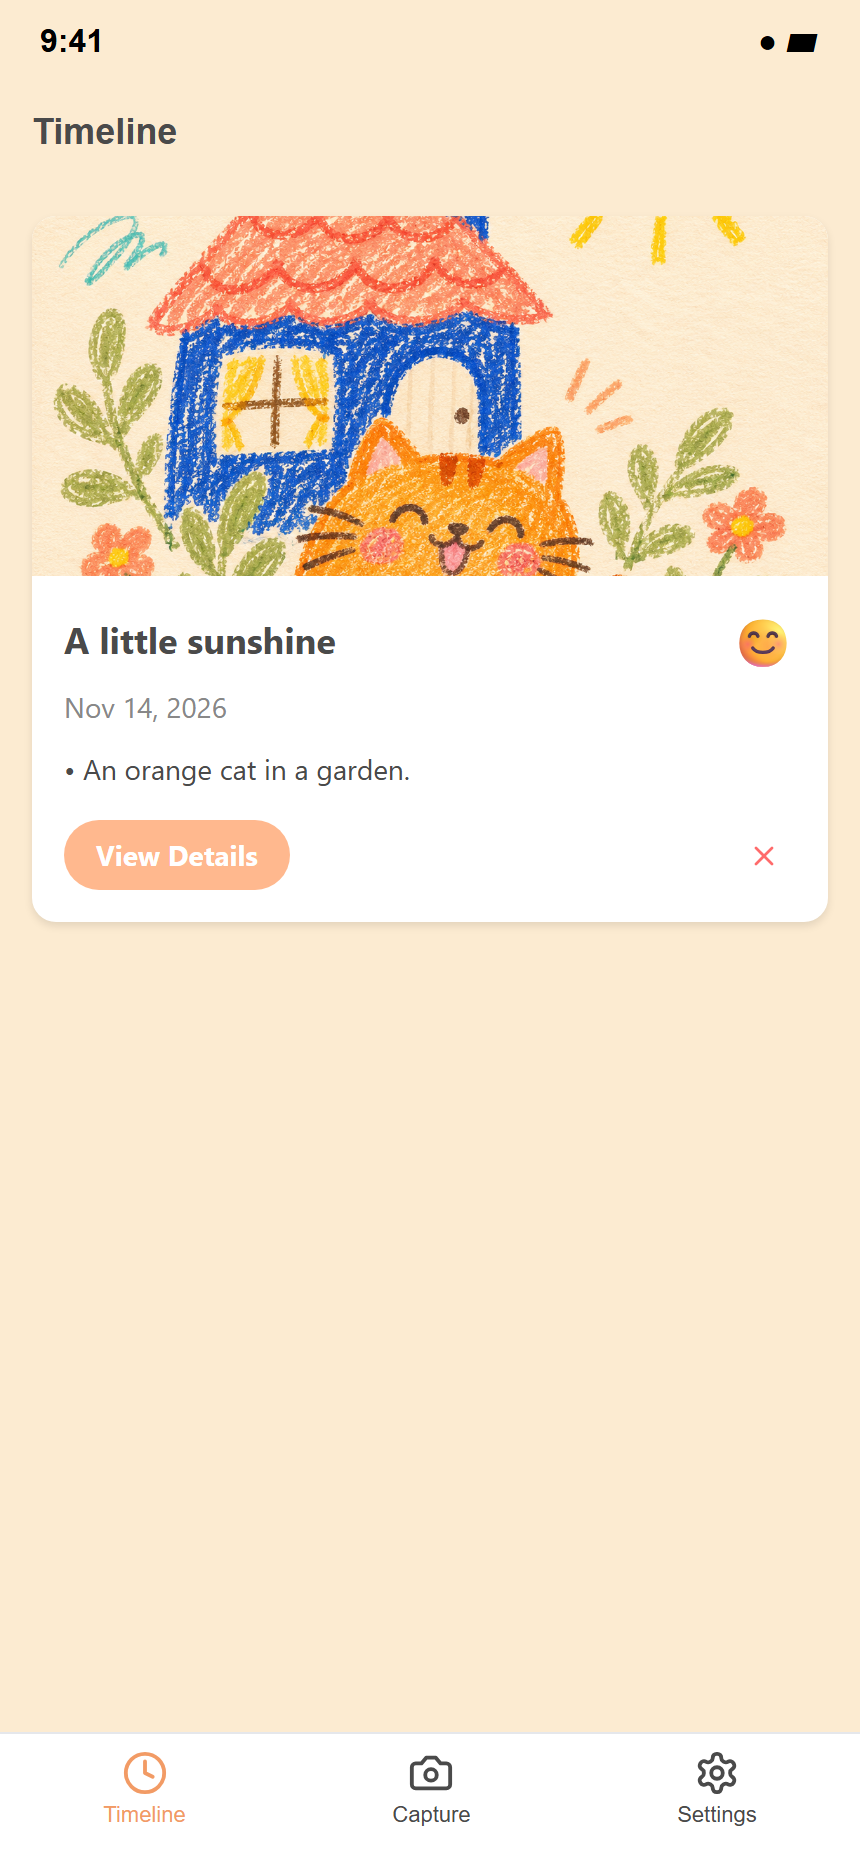 9:41
Timeline
A little sunshine
Nov 14, 2026
• An orange cat in a garden.
View Details
Timeline
Capture
Settings